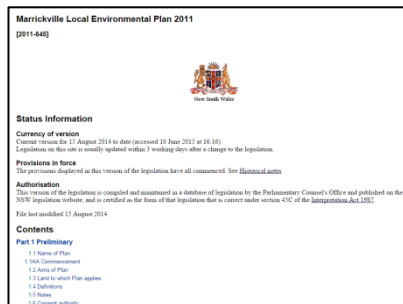 Marrickville Local Environmental Plan 2011
[2011-645]
New South Wales
Status Information
Currency of version
Current version for 15 August 2014 to date (accessed 10 June 2015 at 16:16).
Legislation on this site is usually updated within 3 working days after a change to the legislation.
Provisions in force
The provisions displayed in this version of the legislation have all commenced. See Historical notes
Authorisation
This version of the legislation is compiled and maintained in a database of legislation by the Parliamentary Counsel's Office and published on the
NSW legislation website, and is certified as the form of that legislation that is correct under section 45C of the Interpretation Act 1987.
File last modified 15 August 2014.
Contents
Part 1 Preliminary
1.1 Name of Plan
1.1AA Commencement
1.2 Aims of Plan
1.3 Land to which Plan applies
1.4 Definitions
1.5 Notes
1.6 Consent authority